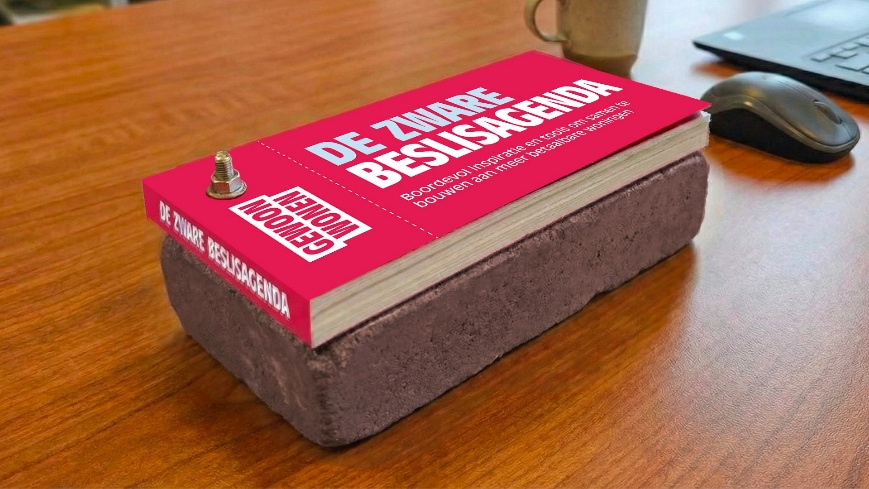 DE ZWARE
BESLISAGENDA
Boordevol inspiratie en tools om samen te
bouwen aan meer betaalbare woningen
GEWOON
WONEN
DE ZWARE BESLISAGENDA